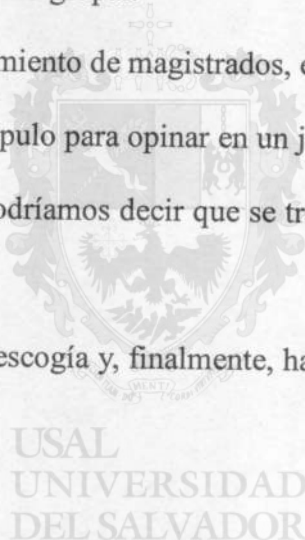 miento de magistrados, e
pulo para opinar en un j
odríamos decir que se tr
escogía y, finalmente, ha
USAL
UNIVERSIDAD
DEL SALVADOR